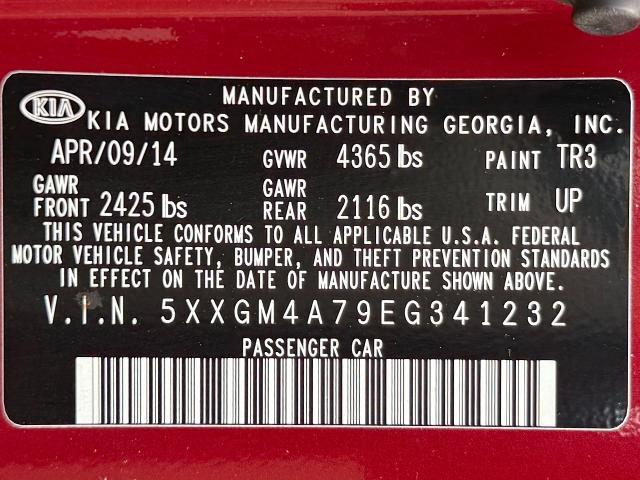 MANUFACTURED BY
KIA KIA MOTORS MANUFACTURING GEORGIA, INC.
APR/09/14 GVWR 4365 lbs PAINT TR3
GAWR FRONT 2425 lbs GAWR REAR 2116 lbs TRIM UP
THIS VEHICLE CONFORMS TO ALL APPLICABLE U.S.A. FEDERAL
MOTOR VEHICLE SAFETY, BUMPER, AND THEFT PREVENTION STANDARDS
IN EFFECT ON THE DATE OF MANUFACTURE SHOWN ABOVE.
V.I.N. 5XXGM4A79EG341232
PASSENGER CAR